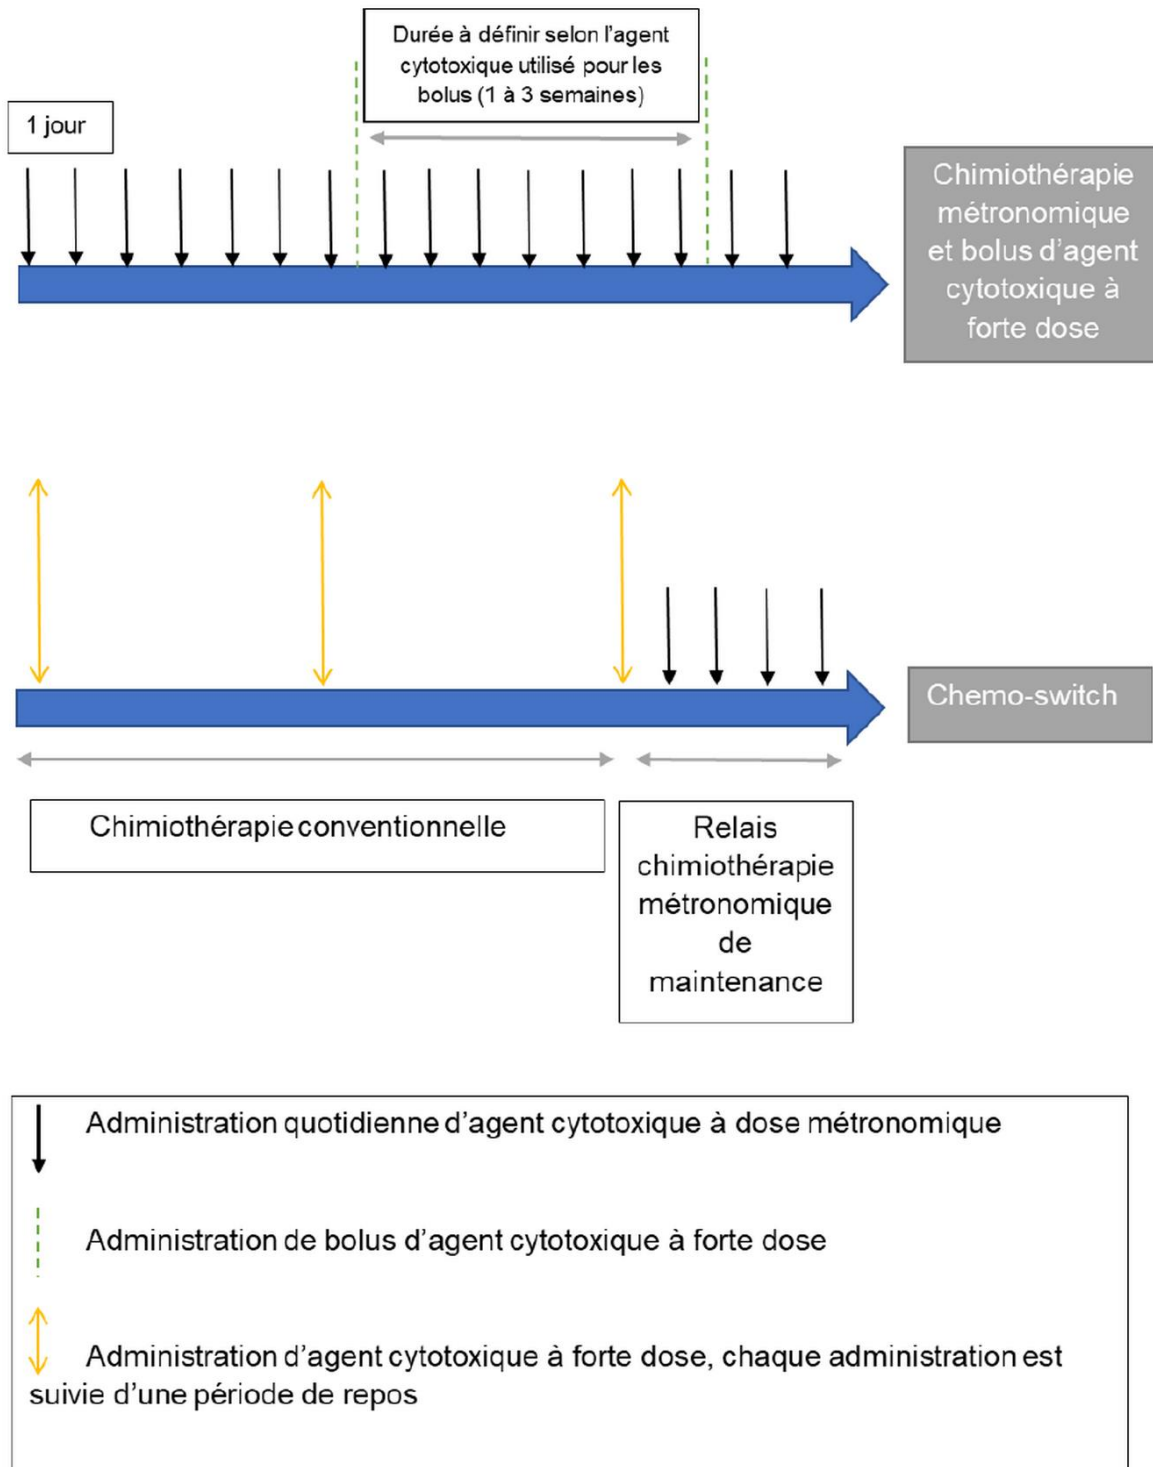 Durée à définir selon l'agent
cytotoxique utilisé pour les
bolus (1 à 3 semaines)
1 jour
Chimiothérapie
métronomique
et bolus d'agent
cytotoxique à
forte dose
Chemo-switch
Chimiothérapie conventionnelle
Relais
chimiothérapie
métronomique
de
maintenance
Administration quotidienne d'agent cytotoxique à dose métronomique
Administration de bolus d'agent cytotoxique à forte dose
Administration d'agent cytotoxique à forte dose, chaque administration est
suivie d'une période de repos